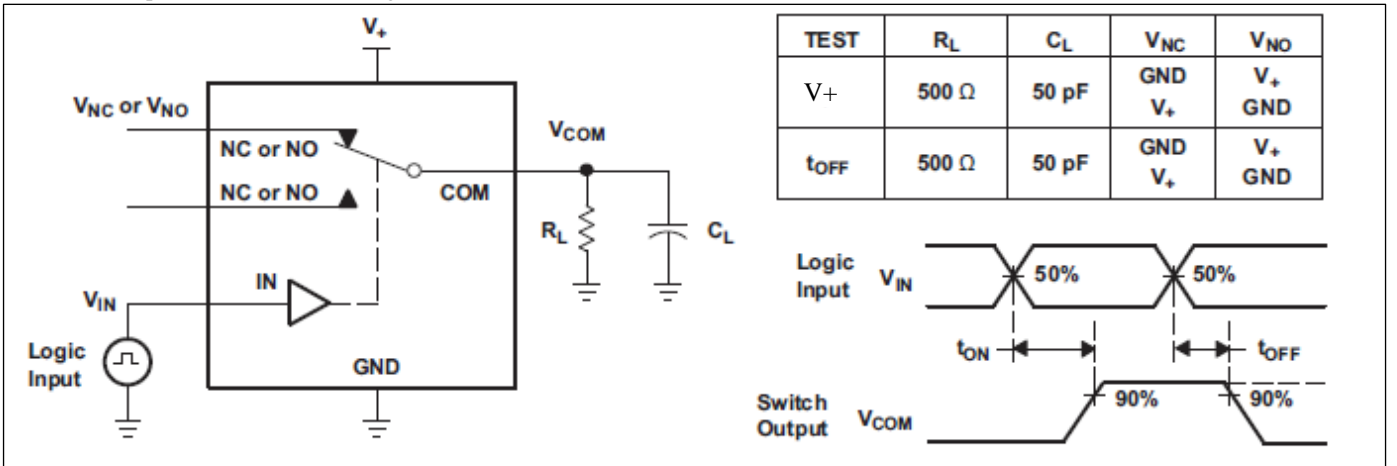 V+
VNC or VNO
NC or NO
NC or NO
VCOM
COM
RL
CL
IN
VIN
Logic
Input
GND
TEST RL CL VNC VNO
V+ 500 Ω 50 pF GND V+
V+ GND
tOFF 500 Ω 50 pF GND V+
V+ GND
Logic
Input
VIN
50%
50%
tON
tOFF
Switch
Output
VCOM
90%
90%